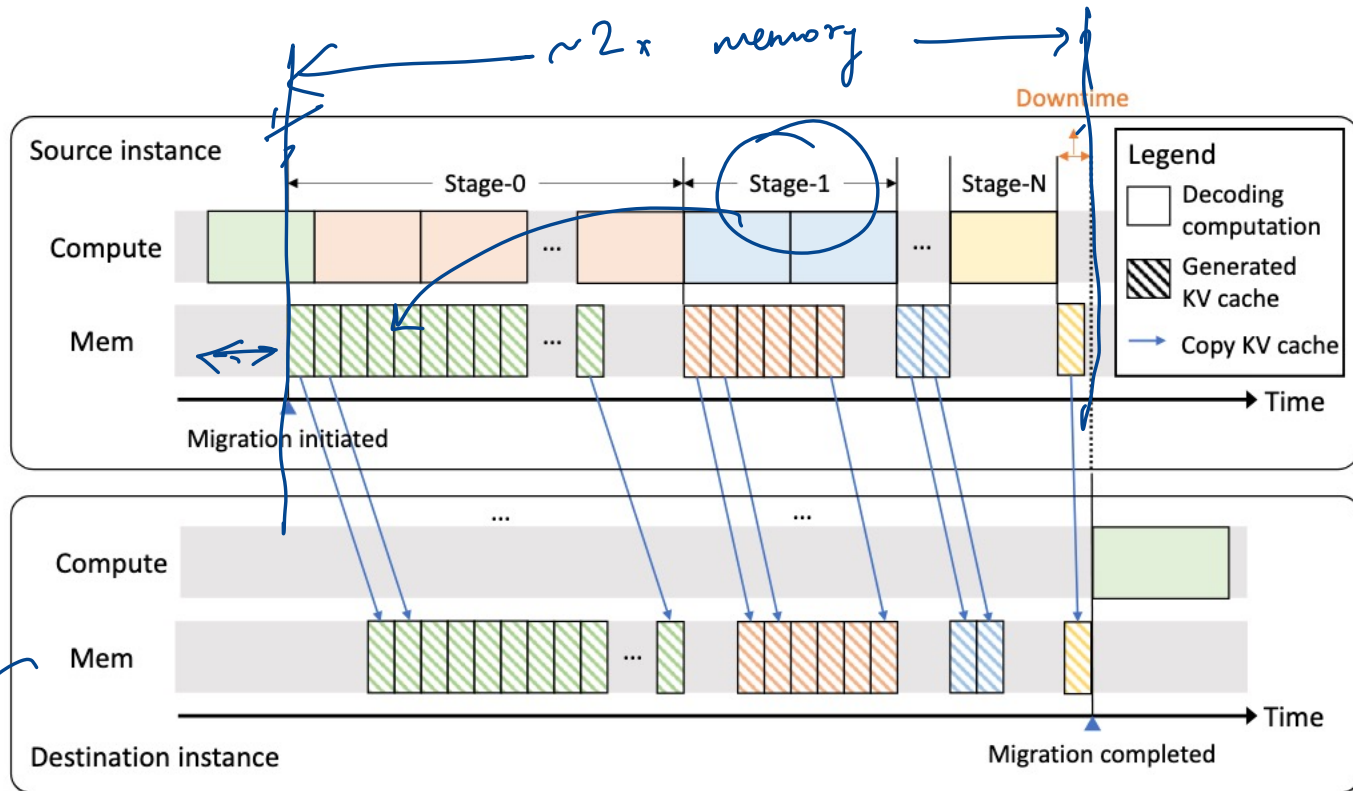 ~2x memory
Downtime
Source instance
Stage-0
Stage-1
Stage-N
Legend
Decoding
computation
Generated
KV cache
Copy KV cache
Compute
...
...
Mem
...
Time
Migration initiated
...
...
Compute
Mem
...
Time
Destination instance
Migration completed